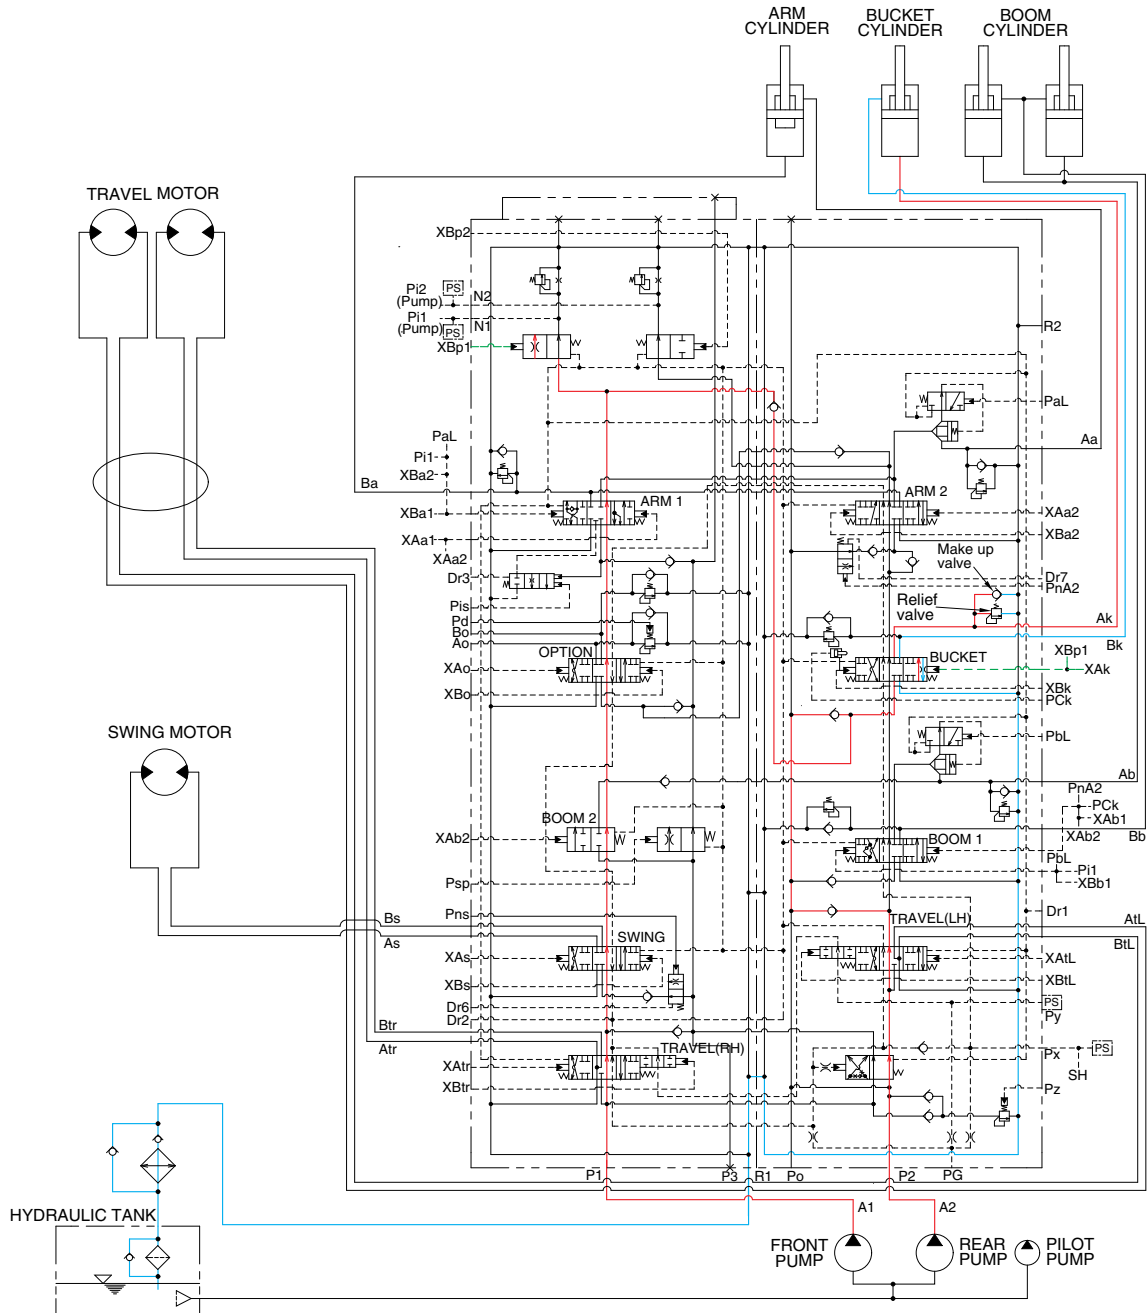 ARM
CYLINDER
BUCKET
CYLINDER
BOOM
CYLINDER
TRAVEL MOTOR
XBp2
Pi2
(Pump)
PS
N2
Pi1
(Pump)
PS
N1
XBp1
R2
PaL
Aa
PaL
Pi1
XBa2
Ba
XBa1
ARM 1
ARM 2
XAa2
XAa1
XAa2
XBa2
Make up
valve
Dr3
Dr7
PnA2
Pis
Relief
valve
Pd
Bo
Ao
Ak
Bk
OPTION
BUCKET
XBp1
XAo
XAk
XBo
XBk
PCk
SWING MOTOR
PbL
Ab
PnA2
PCk
XAb1
BOOM 2
XAb2
XAb2
Bb
BOOM 1
PbL
Pi1
XBb1
Psp
Pns
Bs
As
Dr1
AtL
TRAVEL(LH)
BtL
SWING
XAs
XAtL
XBs
XBtL
Dr6
Dr2
PS
Py
Btr
Atr
TRAVEL(RH)
Px
PS
SH
XAtr
XBtr
Pz
P1
P3
R1
Po
P2
PG
A1
A2
HYDRAULIC TANK
FRONT
PUMP
REAR
PUMP
PILOT
PUMP